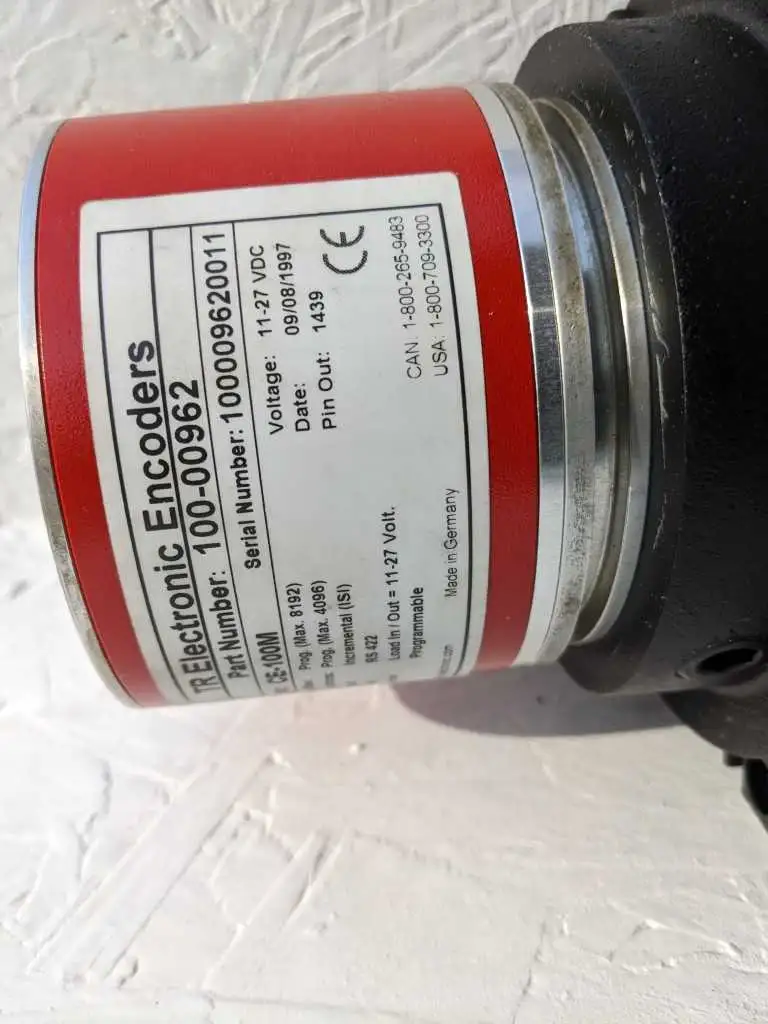 TR Electronic Encoders
Part Number: 100-00962
Serial Number: 100009620011
CE-100M
Prog. (Max. 8192)
Prog. (Max. 4096)
Incremental (ISI)
RS 422
Load In / Out = 11-27 Volt.
Programmable
Voltage: 11-27 VDC
Date: 09/08/1997
Pin Out: 1439
CE
CAN: 1-800-265-9483
USA: 1-800-709-3300
Made in Germany